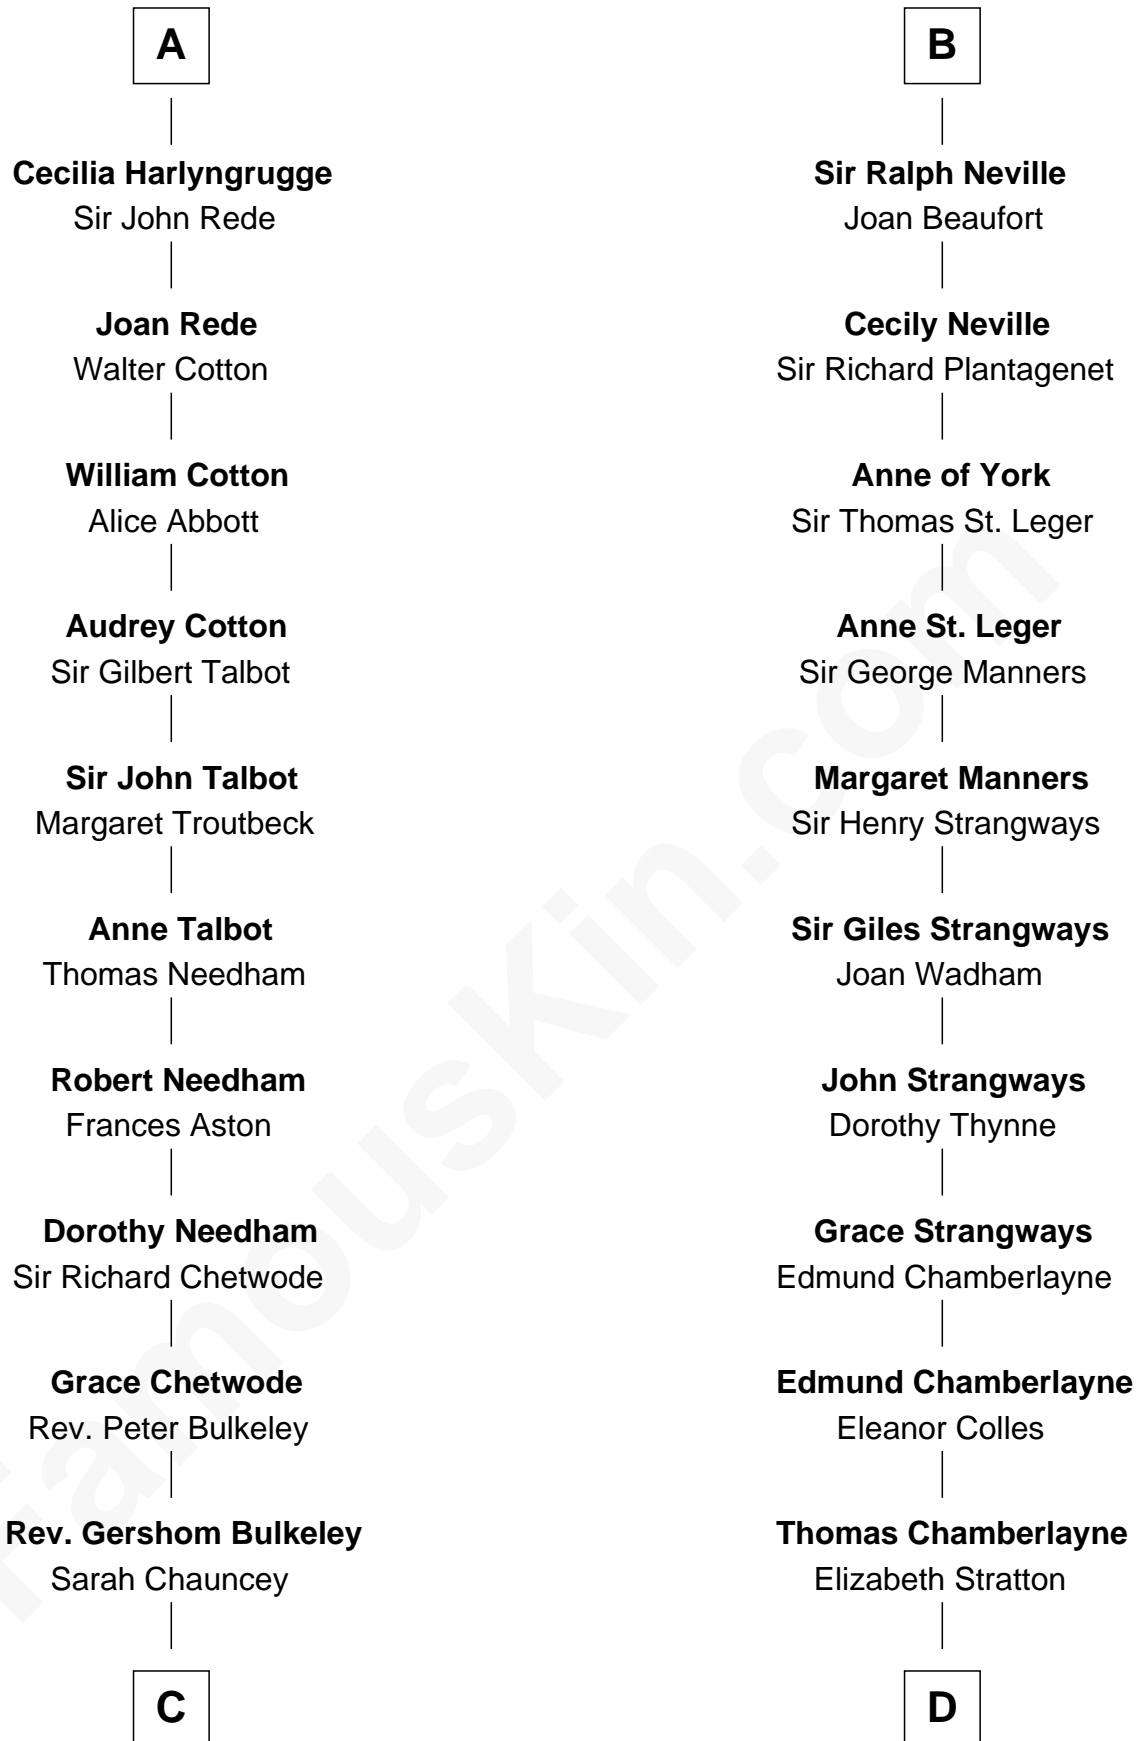 A
Cecilia Harlyngrugge
Sir John Rede
Joan Rede
Walter Cotton
William Cotton
Alice Abbott
Audrey Cotton
Sir Gilbert Talbot
Sir John Talbot
Margaret Troutbeck
Anne Talbot
Thomas Needham
Robert Needham
Frances Aston
Dorothy Needham
Sir Richard Chetwode
Grace Chetwode
Rev. Peter Bulkeley
Rev. Gershom Bulkeley
Sarah Chauncey
C
B
Sir Ralph Neville
Joan Beaufort
Cecily Neville
Sir Richard Plantagenet
Anne of York
Sir Thomas St. Leger
Anne St. Leger
Sir George Manners
Margaret Manners
Sir Henry Strangways
Sir Giles Strangways
Joan Wadham
John Strangways
Dorothy Thynne
Grace Strangways
Edmund Chamberlayne
Edmund Chamberlayne
Eleanor Colles
Thomas Chamberlayne
Elizabeth Stratton
D
FamousKin.com